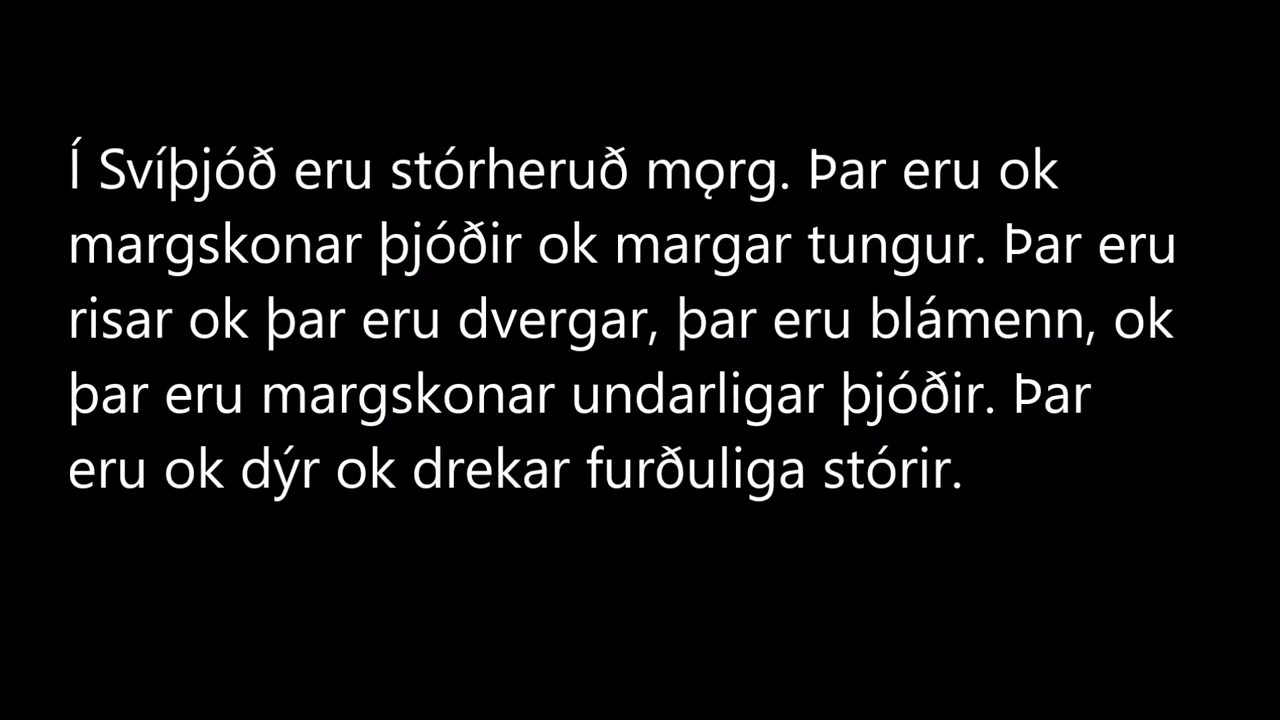 Í Svíþjóð eru stórheruð mǫrg. Þar eru ok
margskonar þjóðir ok margar tungur. Þar eru
risar ok þar eru dvergar, þar eru blámenn, ok
þar eru margskonar undarligar þjóðir. Þar
eru ok dýr ok drekar furðuliga stórir.